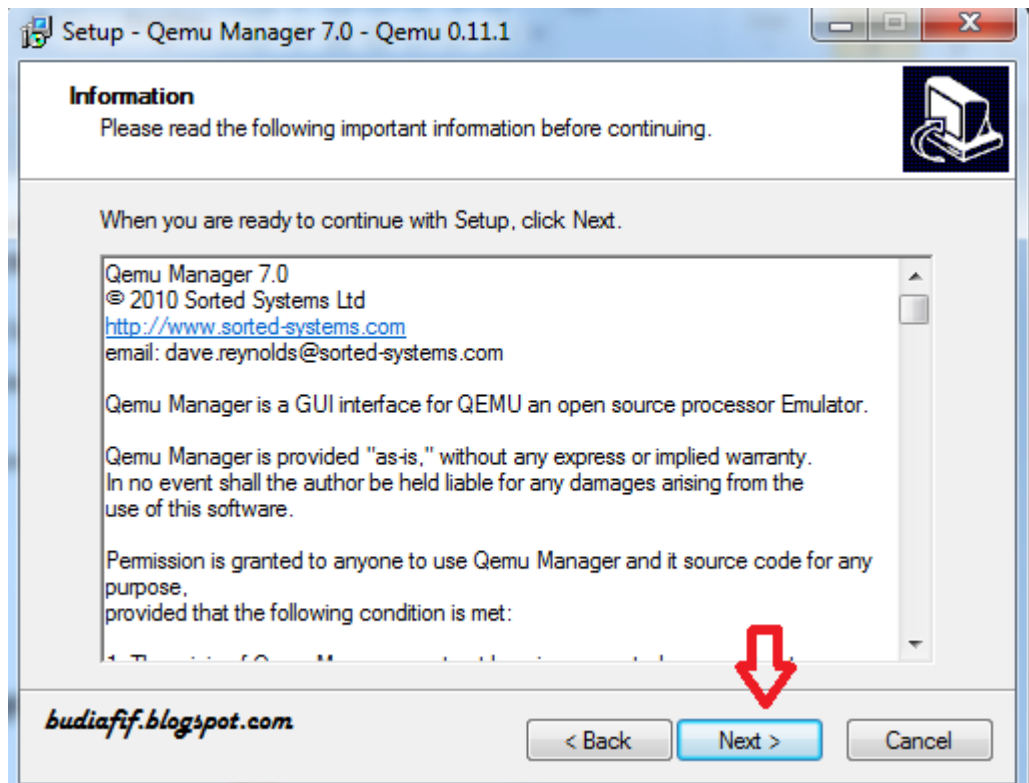 Setup - Qemu Manager 7.0 - Qemu 0.11.1
Information
Please read the following important information before continuing.
When you are ready to continue with Setup, click Next.
Qemu Manager 7.0
© 2010 Sorted Systems Ltd
http://www.sorted-systems.com
email: dave.reynolds@sorted-systems.com
Qemu Manager is a GUI interface for QEMU an open source processor Emulator.
Qemu Manager is provided "as-is," without any express or implied warranty.
In no event shall the author be held liable for any damages arising from the
use of this software.
Permission is granted to anyone to use Qemu Manager and it source code for any
purpose,
provided that the following condition is met:
budiafif.blogspot.com
< Back
Next >
Cancel